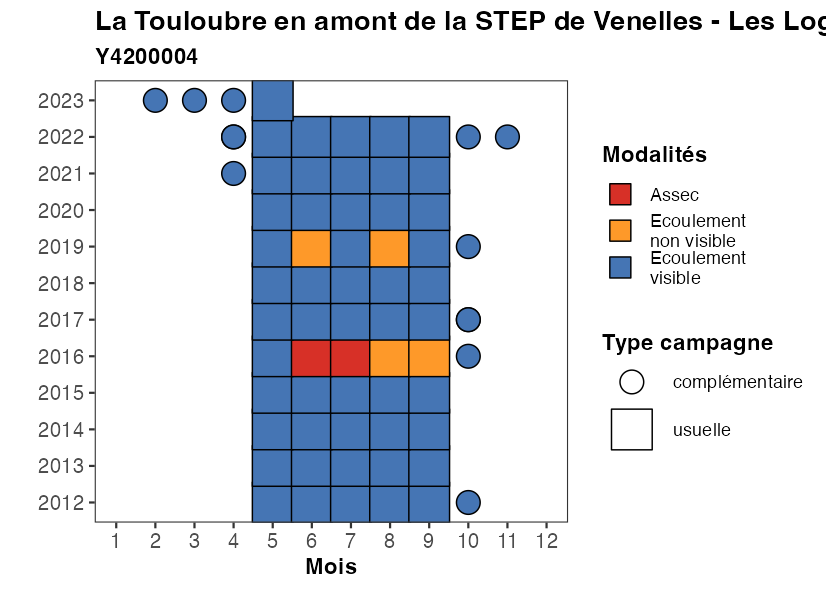 La Touloubre en amont de la STEP de Venelles - Les Log
Y4200004
2023
2022
2021
2020
2019
2018
2017
2016
2015
2014
2013
2012
1 2 3 4 5 6 7 8 9 10 11 12
Mois
Modalités
Assec
Ecoulement
non visible
Ecoulement
visible
Type campagne
complémentaire
usuelle